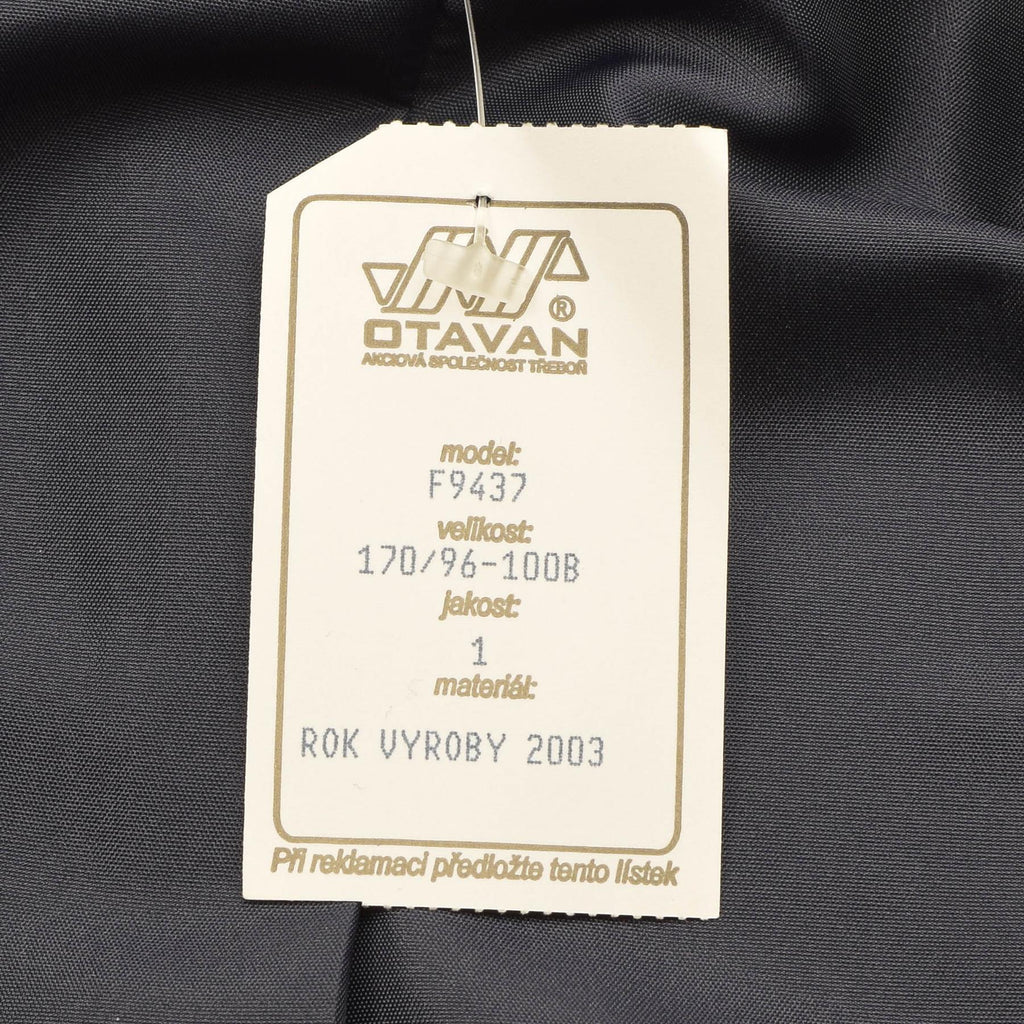 ®
OTAVAN
AKCIOVÁ SPOLEČNOST TŘEBOŇ
model:
F9437
velikost:
170/96-100B
jakost:
1
materiál:
ROK VYROBY 2003
Při reklamaci předložte tento lístek